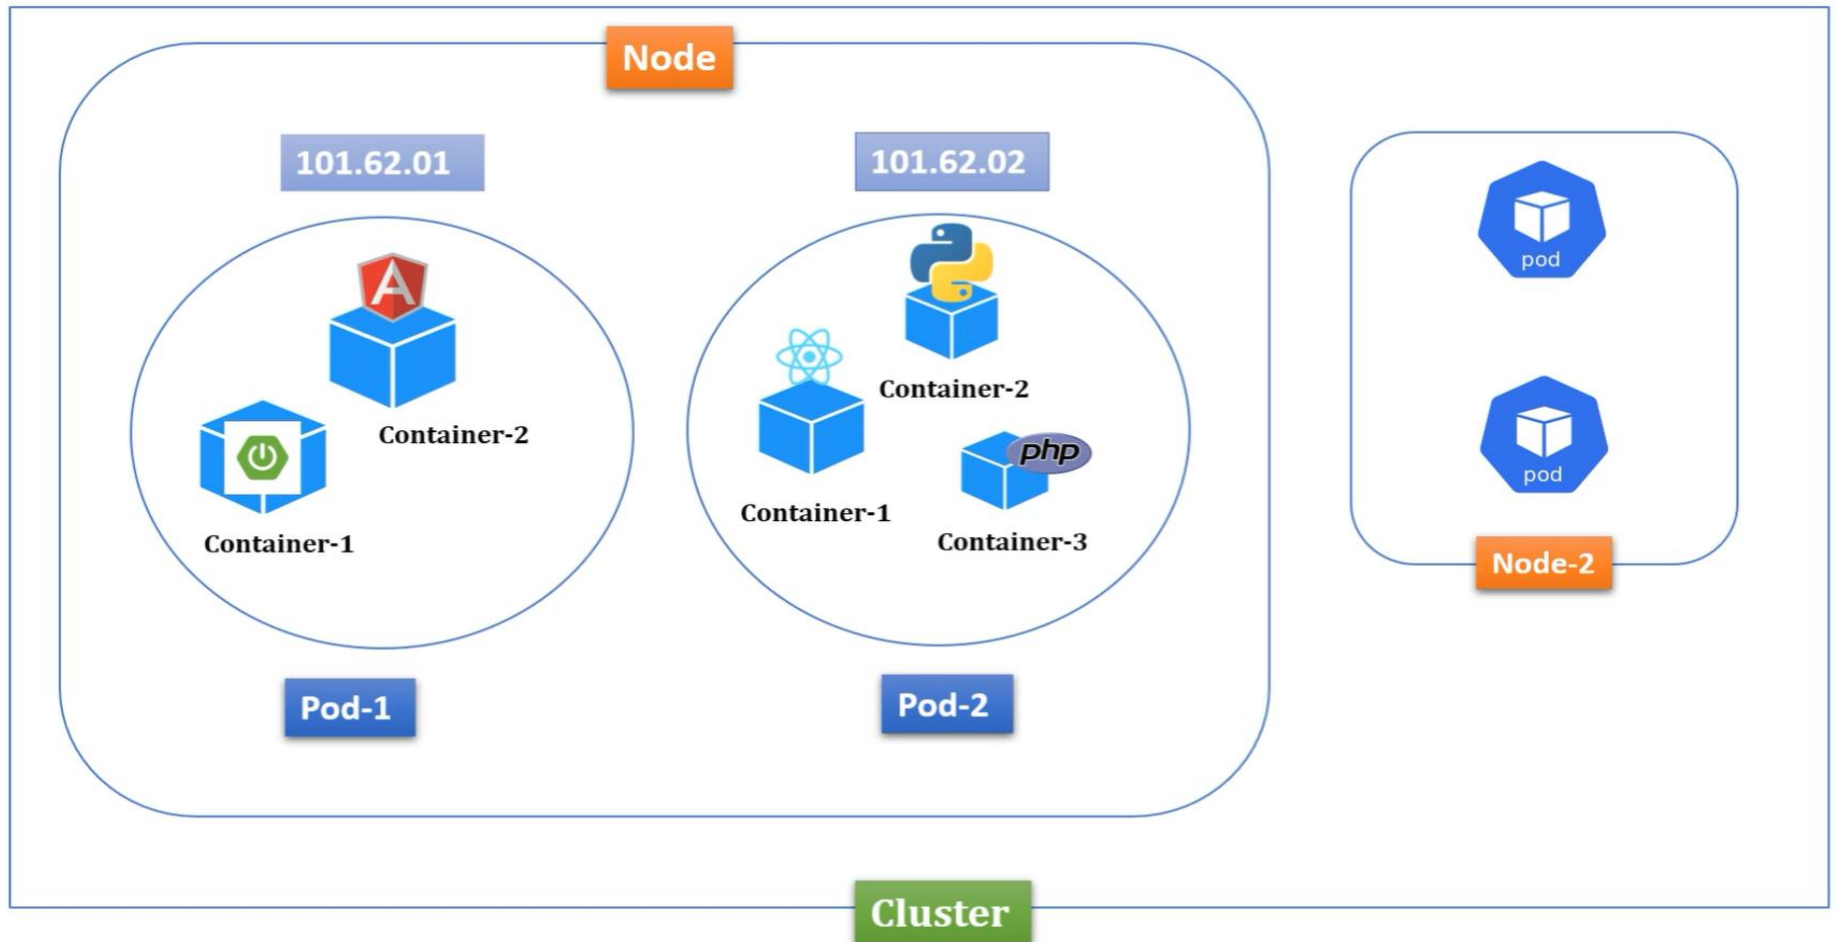 Node
101.62.01
101.62.02
Container-2
Container-1
Container-2
Container-1
php
Container-3
Pod-1
Pod-2
pod
pod
Node-2
Cluster